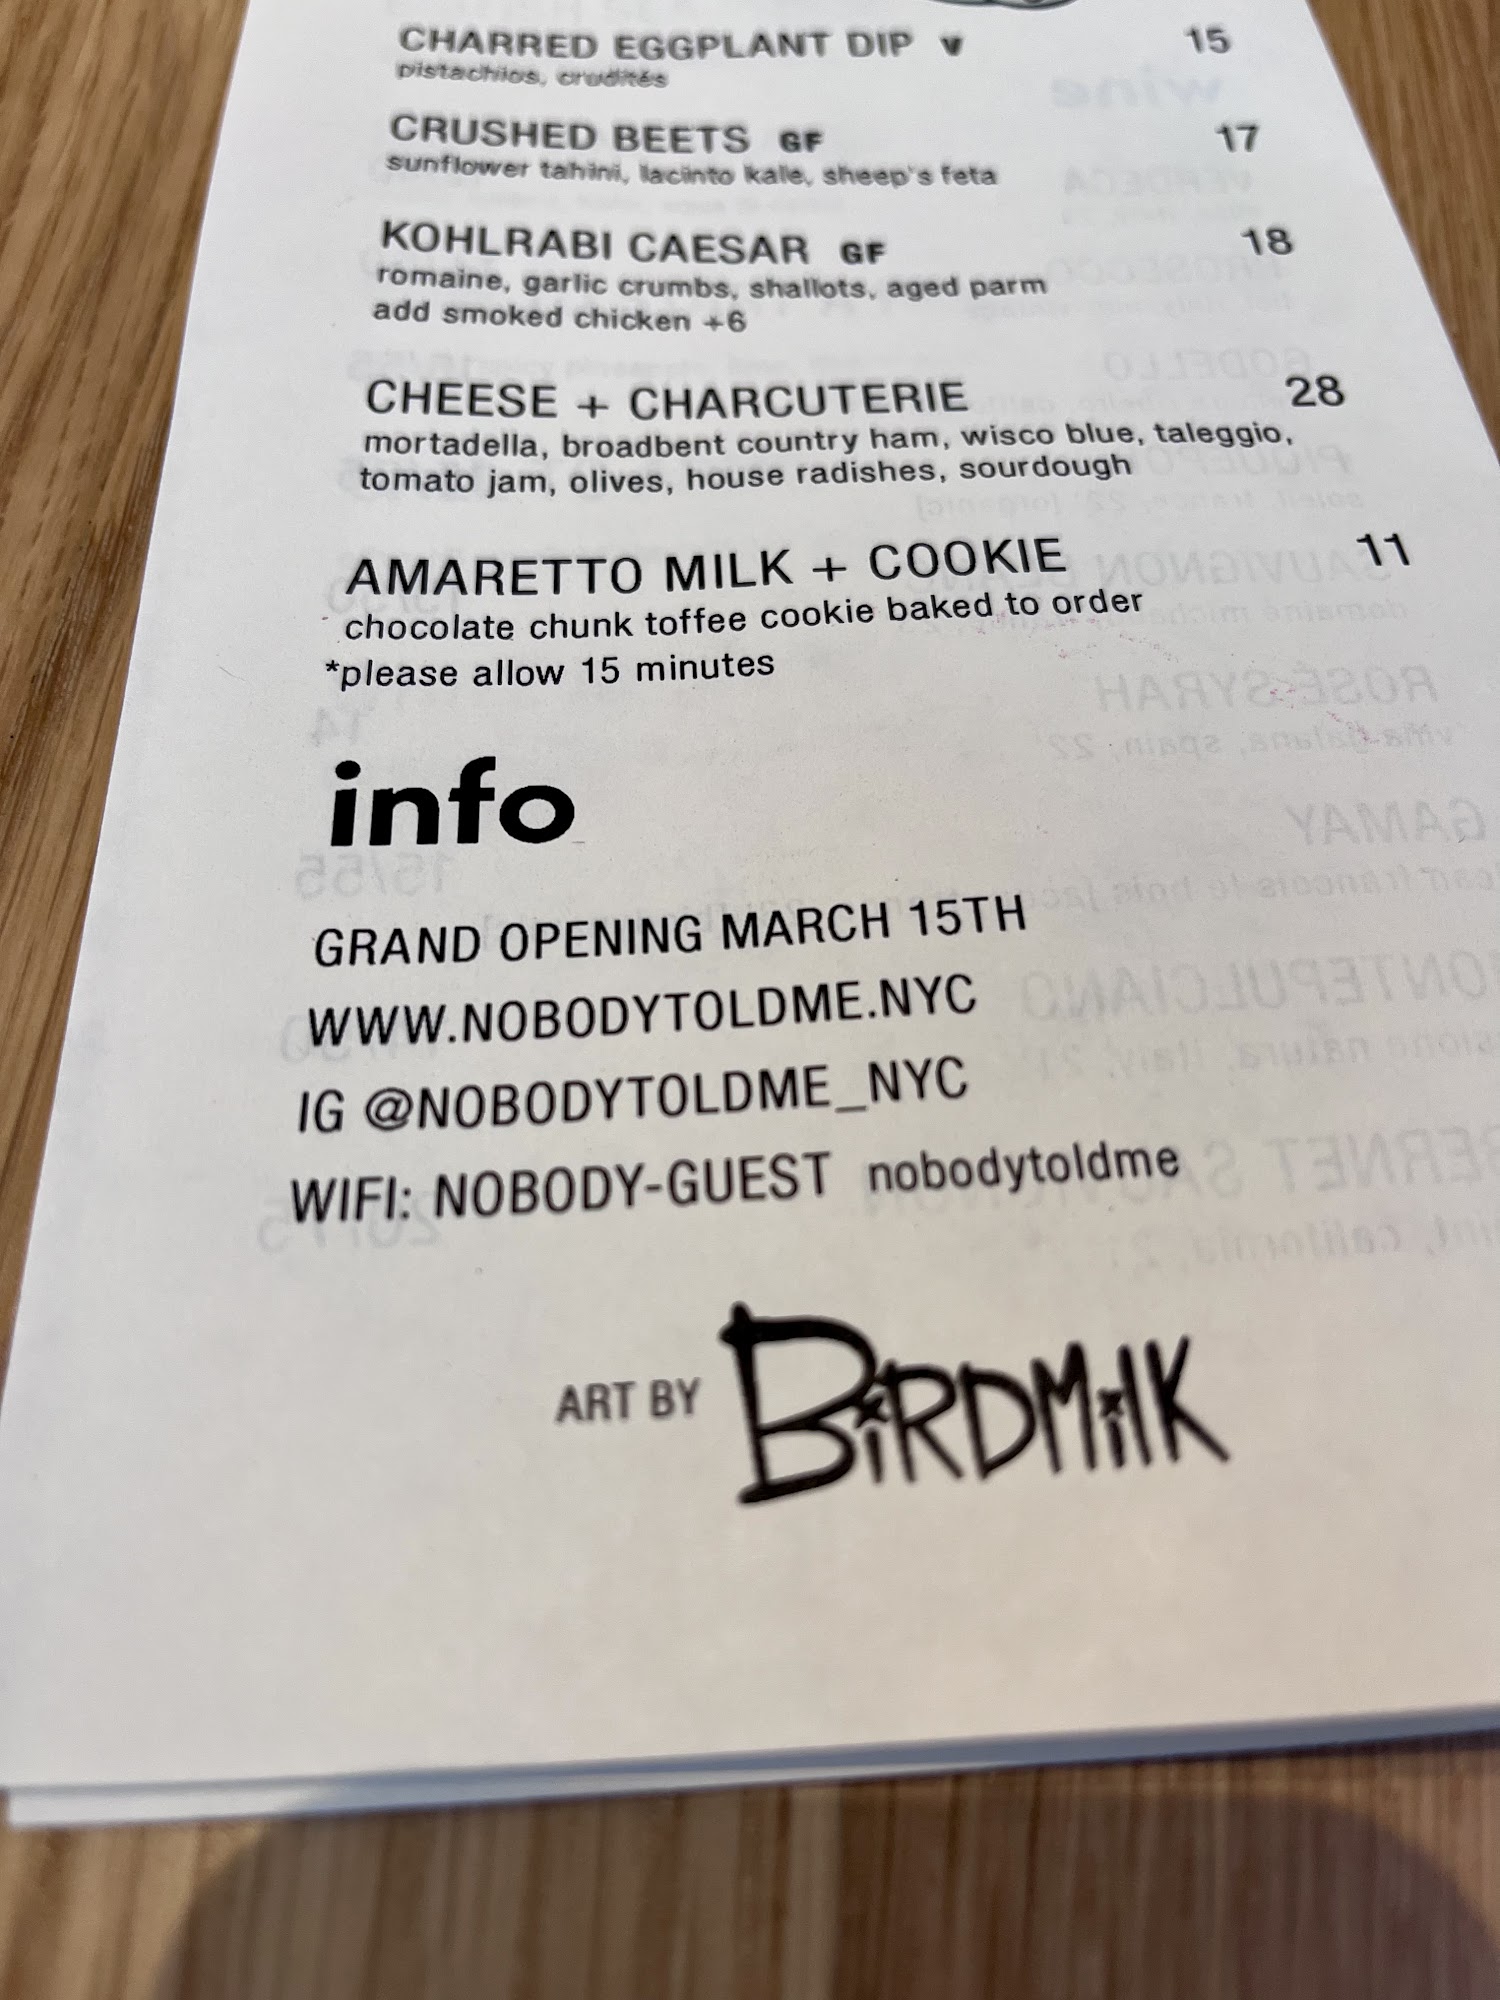 CHARRED EGGPLANT DIP V 15
pistachios, crudités
CRUSHED BEETS GF 17
sunflower tahini, lacinto kale, sheep's feta
KOHLRABI CAESAR GF 18
romaine, garlic crumbs, shallots, aged parm
add smoked chicken +6
CHEESE + CHARCUTERIE 28
mortadella, broadbent country ham, wisco blue, taleggio,
tomato jam, olives, house radishes, sourdough
AMARETTO MILK + COOKIE 11
chocolate chunk toffee cookie baked to order
*please allow 15 minutes
info
GRAND OPENING MARCH 15TH
WWW.NOBODYTOLDME.NYC
IG @NOBODYTOLDME_NYC
WIFI: NOBODY-GUEST nobodytoldme
ART BY BiRDMilK